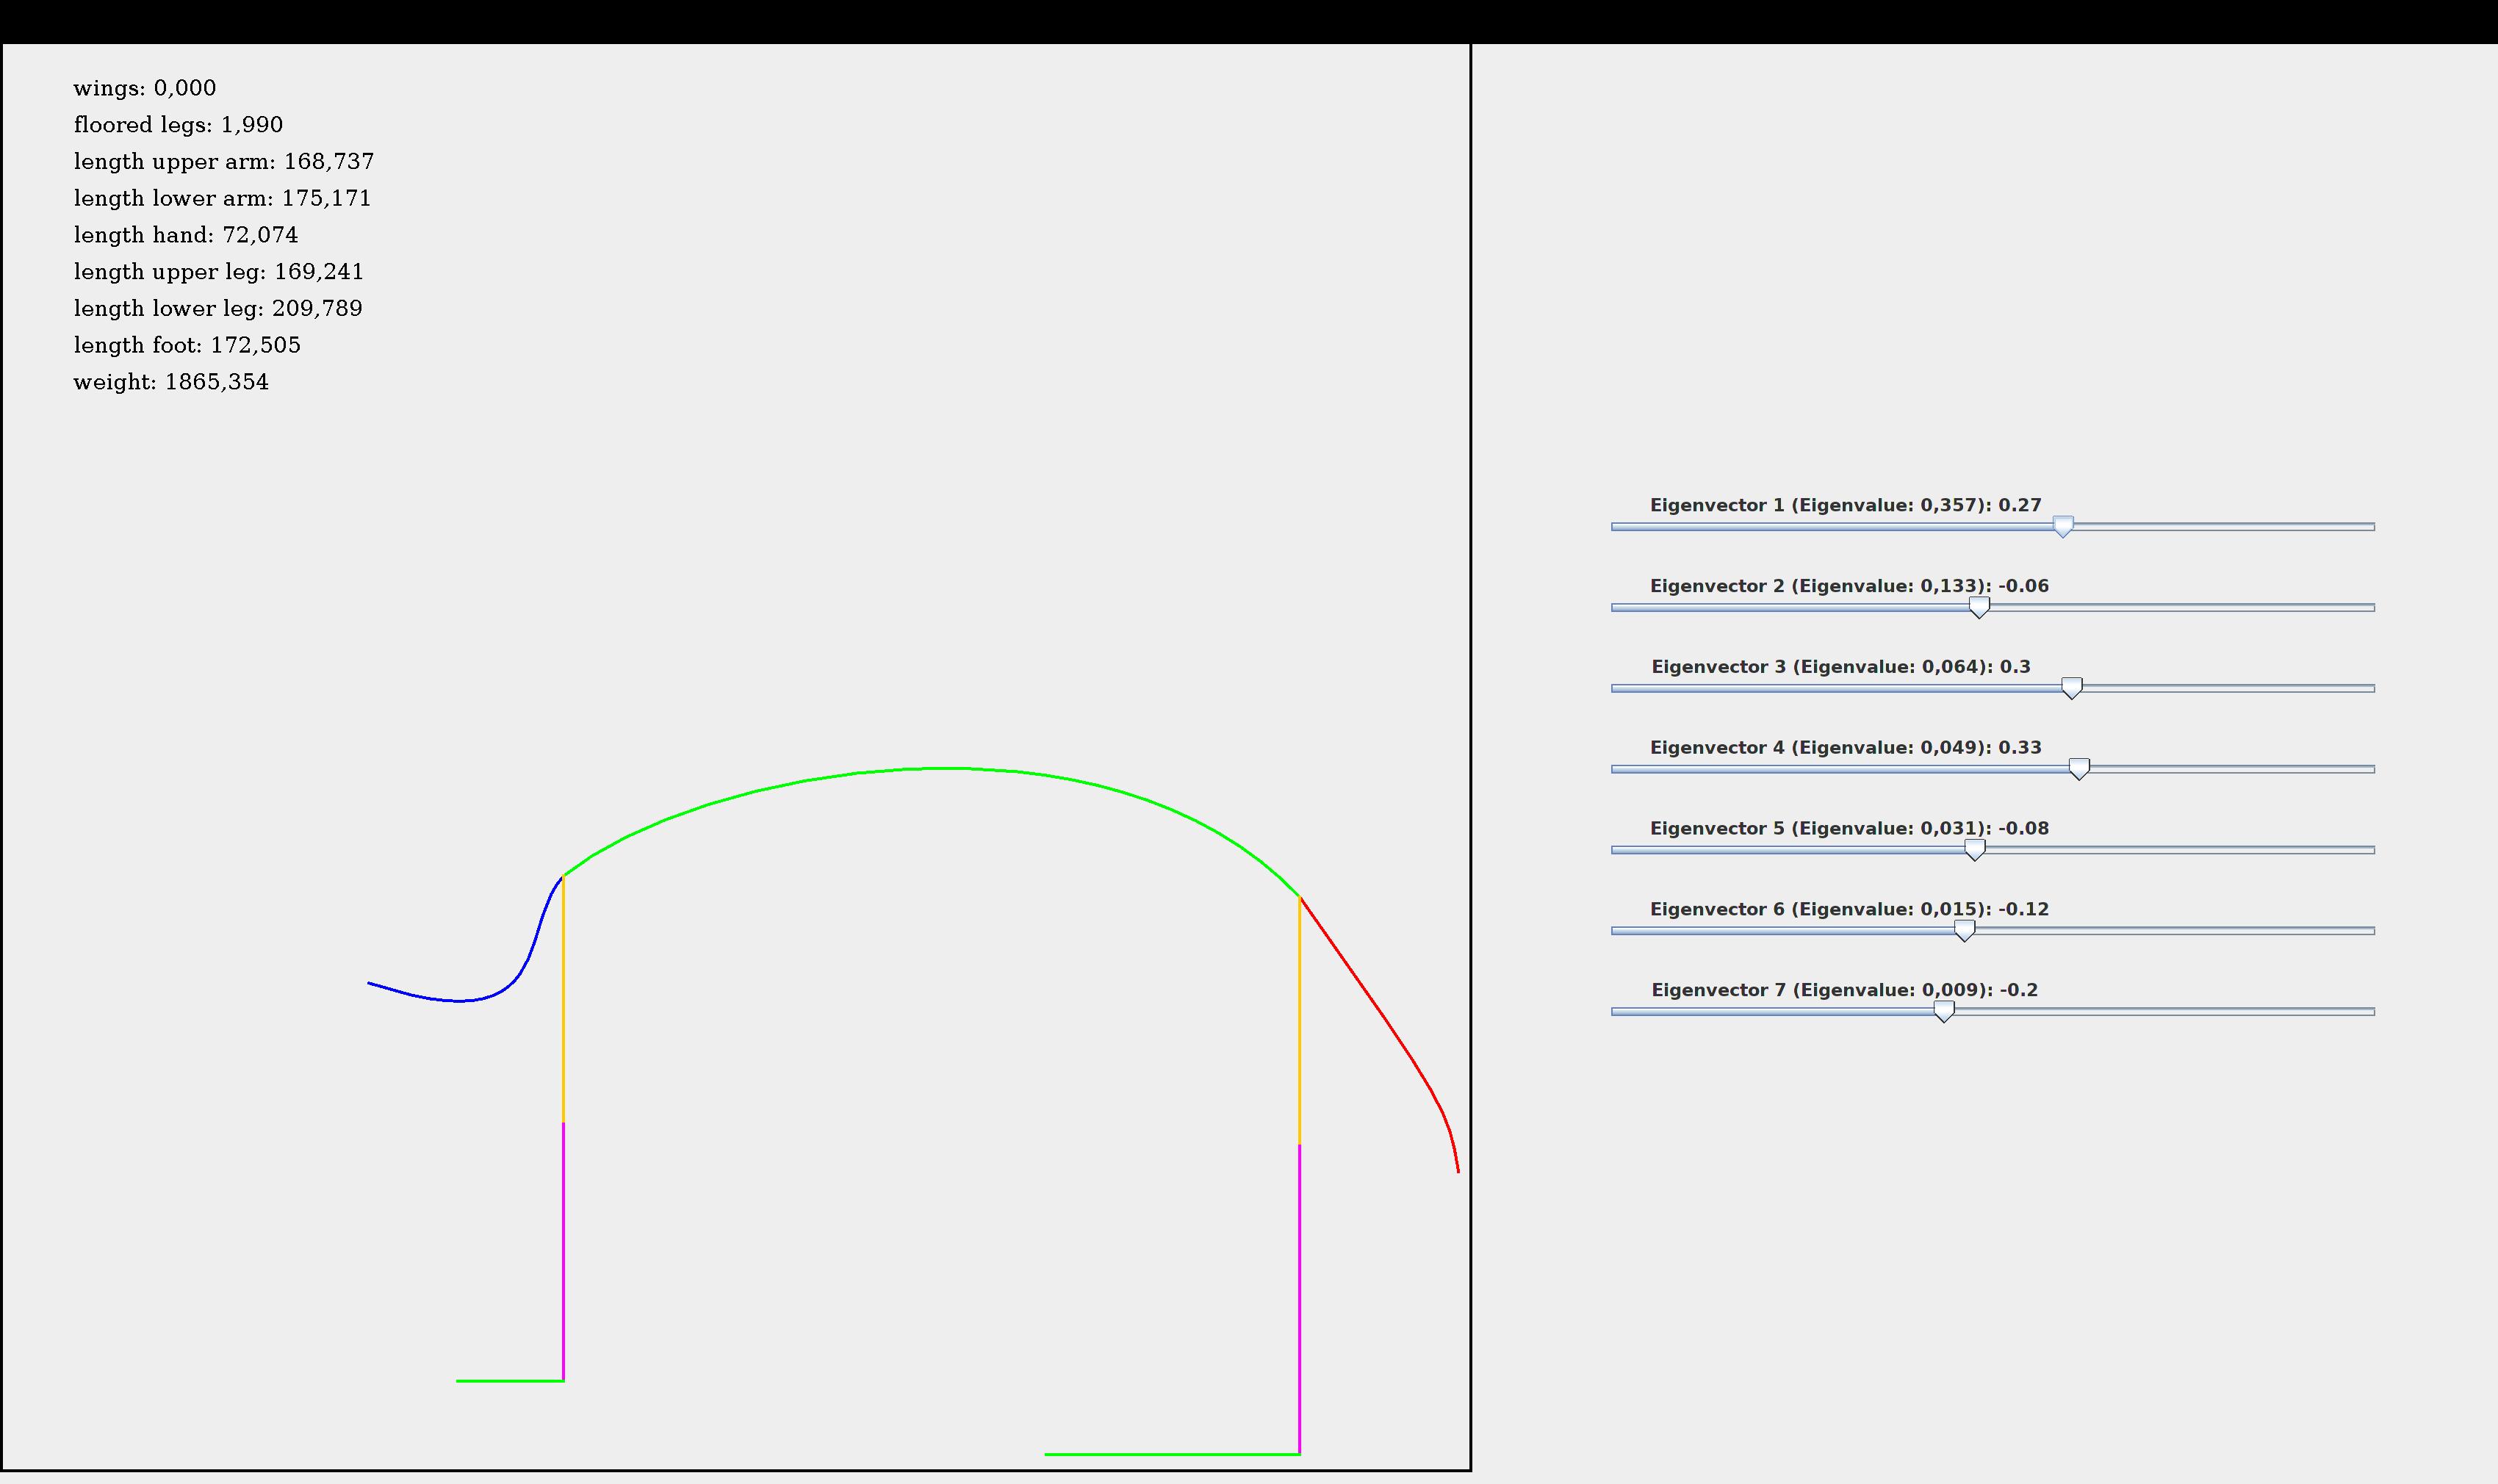 wings: 0,000
floored legs: 1,990
length upper arm: 168,737
length lower arm: 175,171
length hand: 72,074
length upper leg: 169,241
length lower leg: 209,789
length foot: 172,505
weight: 1865,354
Eigenvector 1 (Eigenvalue: 0,357): 0.27
Eigenvector 2 (Eigenvalue: 0,133): -0.06
Eigenvector 3 (Eigenvalue: 0,064): 0.3
Eigenvector 4 (Eigenvalue: 0,049): 0.33
Eigenvector 5 (Eigenvalue: 0,031): -0.08
Eigenvector 6 (Eigenvalue: 0,015): -0.12
Eigenvector 7 (Eigenvalue: 0,009): -0.2